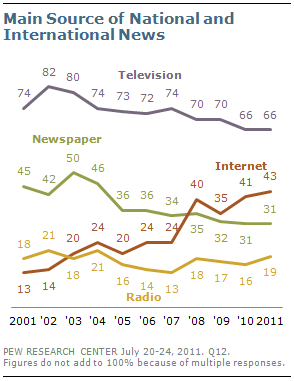 Main Source of National and
International News
Television
74 82 80 74 73 72 74 70 70 66 66
Newspaper
45 42 50 46 36 36 34 35 32 31 31
Internet
13 14 20 24 20 24 24 40 35 41 43
18 21 18 21 16 14 13 18 17 16 19
Radio
2001 '02 '03 '04 '05 '06 '07 '08 '09 '10 2011
PEW RESEARCH CENTER July 20-24, 2011. Q12.
Figures do not add to 100% because of multiple responses.